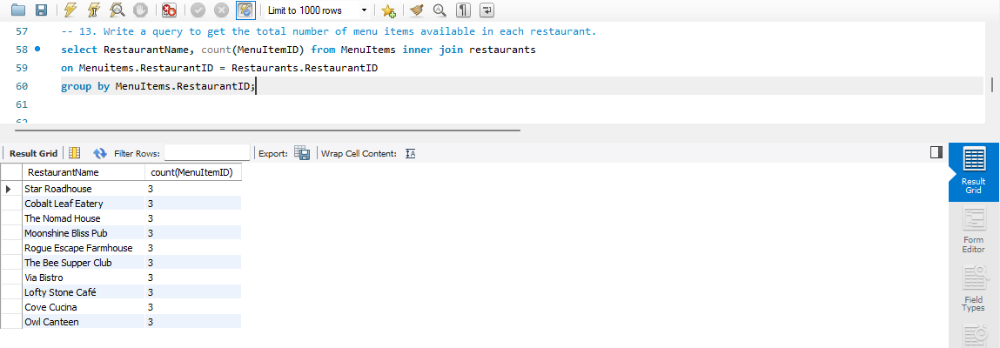 Limit to 1000 rows
57 -- 13. Write a query to get the total number of menu items available in each restaurant.
58 select RestaurantName, count(MenuItemID) from MenuItems inner join restaurants
59 on Menuitems.RestaurantID = Restaurants.RestaurantID
60 group by MenuItems.RestaurantID;
61
62
Result Grid Filter Rows: Export: Wrap Cell Content: IA
RestaurantName count(MenuItemID)
Star Roadhouse 3
Cobalt Leaf Eatery 3
The Nomad House 3
Moonshine Bliss Pub 3
Rogue Escape Farmhouse 3
The Bee Supper Club 3
Via Bistro 3
Lofty Stone Café 3
Cove Cucina 3
Owl Canteen 3
Result
Grid
Form
Editor
Field
Types